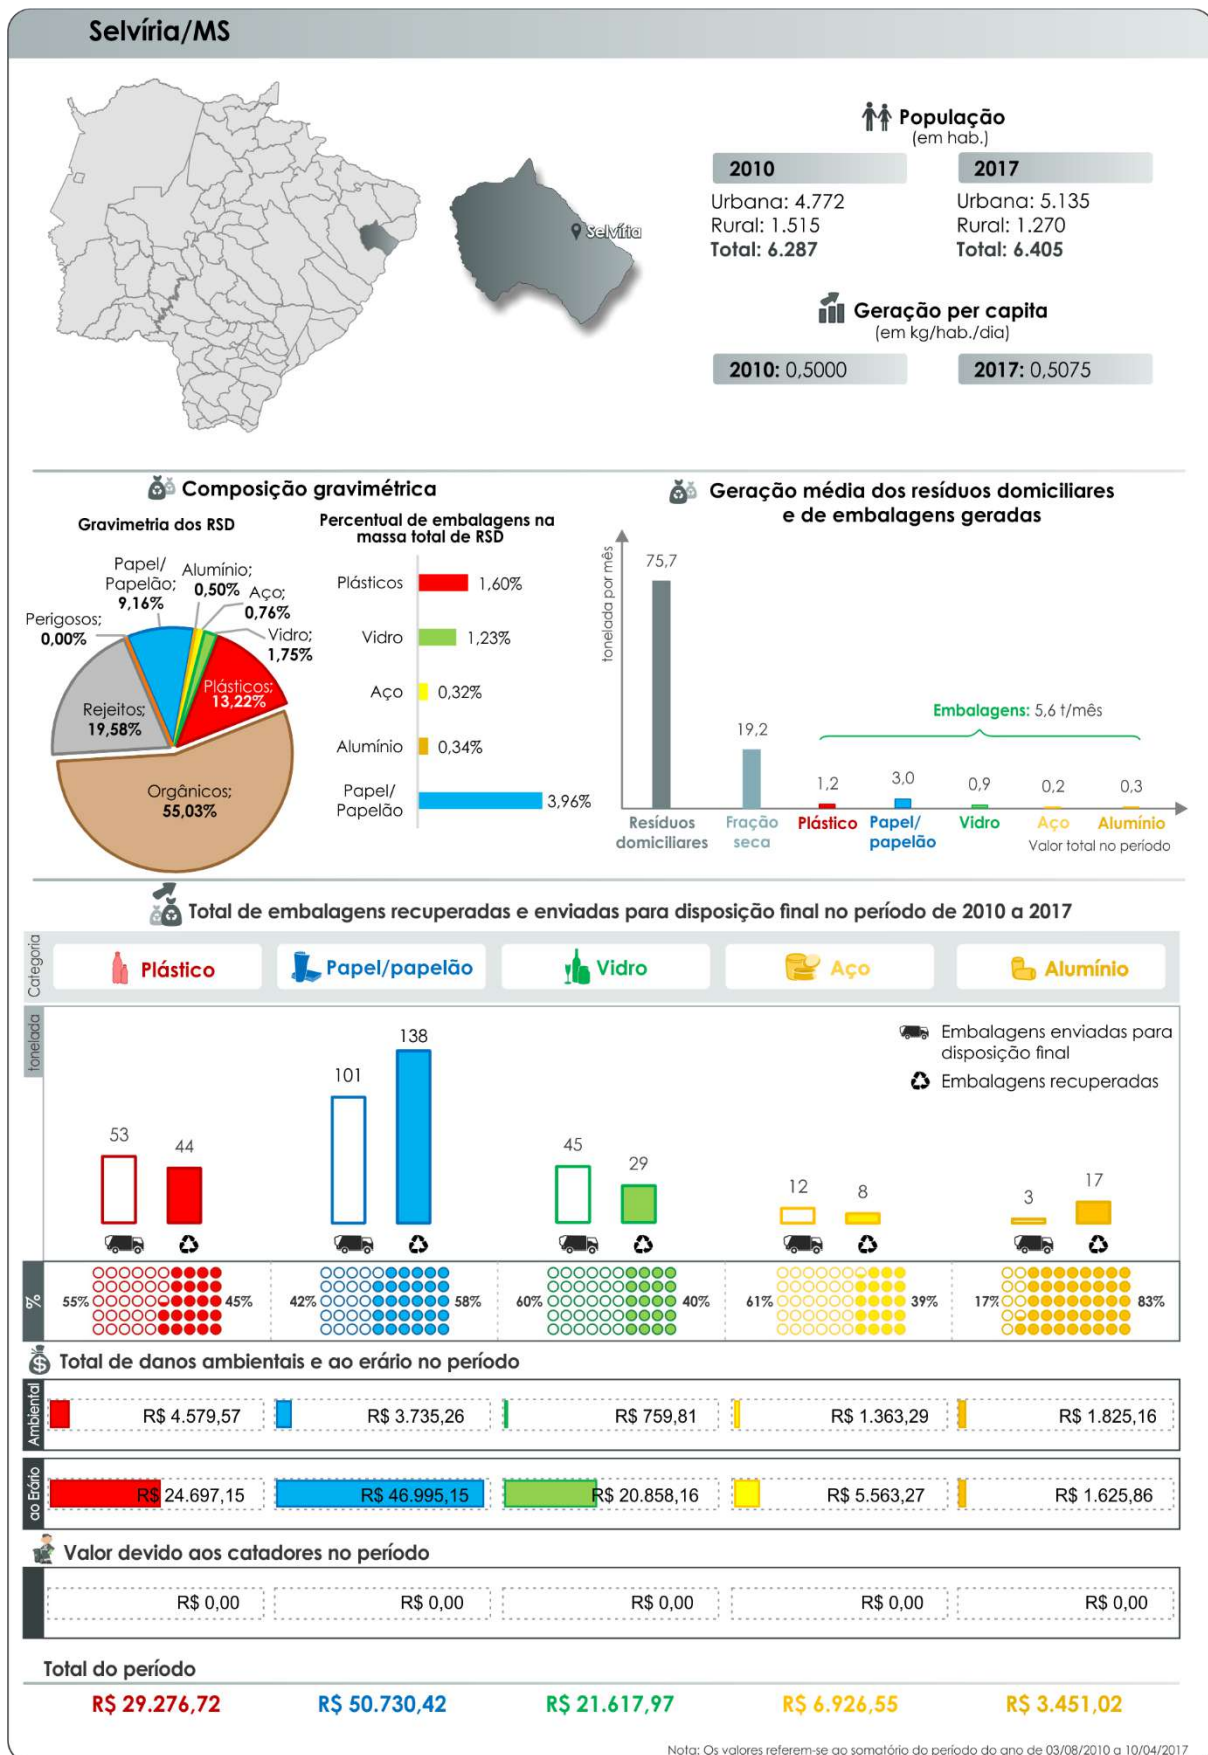 Selvíria/MS
Selvíria
População
(em hab.)
2010
Urbana: 4.772
Rural: 1.515
Total: 6.287
2017
Urbana: 5.135
Rural: 1.270
Total: 6.405
Geração per capita
(em kg/hab./dia)
2010: 0,5000
2017: 0,5075
Composição gravimétrica
Gravimetria dos RSD
Papel/
Papelão;
9,16%
Alumínio;
0,50%
Aço;
0,76%
Vidro;
1,75%
Perigosos;
0,00%
Plásticos;
13,22%
Rejeitos;
19,58%
Orgânicos;
55,03%
Percentual de embalagens na
massa total de RSD
Plásticos
1,60%
Vidro
1,23%
Aço
0,32%
Alumínio
0,34%
Papel/
Papelão
3,96%
Geração média dos resíduos domiciliares
e de embalagens geradas
tonelada por mês
75,7
19,2
Embalagens: 5,6 t/mês
1,2
3,0
0,9
0,2
0,3
Resíduos
domiciliares
Fração
seca
Plástico
Papel/
papelão
Vidro
Aço
Alumínio
Valor total no período
Total de embalagens recuperadas e enviadas para disposição final no período de 2010 a 2017
Categoria
Plástico
Papel/papelão
Vidro
Aço
Alumínio
tonelada
Embalagens enviadas para
disposição final
Embalagens recuperadas
53
44
101
138
45
29
12
8
3
17
%
55%
45%
42%
58%
60%
40%
61%
39%
17%
83%
Total de danos ambientais e ao erário no período
Ambiental
R$ 4.579,57
R$ 3.735,26
R$ 759,81
R$ 1.363,29
R$ 1.825,16
ao Erário
R$ 24.697,15
R$ 46.995,15
R$ 20.858,16
R$ 5.563,27
R$ 1.625,86
Valor devido aos catadores no período
R$ 0,00
R$ 0,00
R$ 0,00
R$ 0,00
R$ 0,00
Total do período
R$ 29.276,72
R$ 50.730,42
R$ 21.617,97
R$ 6.926,55
R$ 3.451,02
Nota: Os valores referem-se ao somatório do período do ano de 03/08/2010 a 10/04/2017